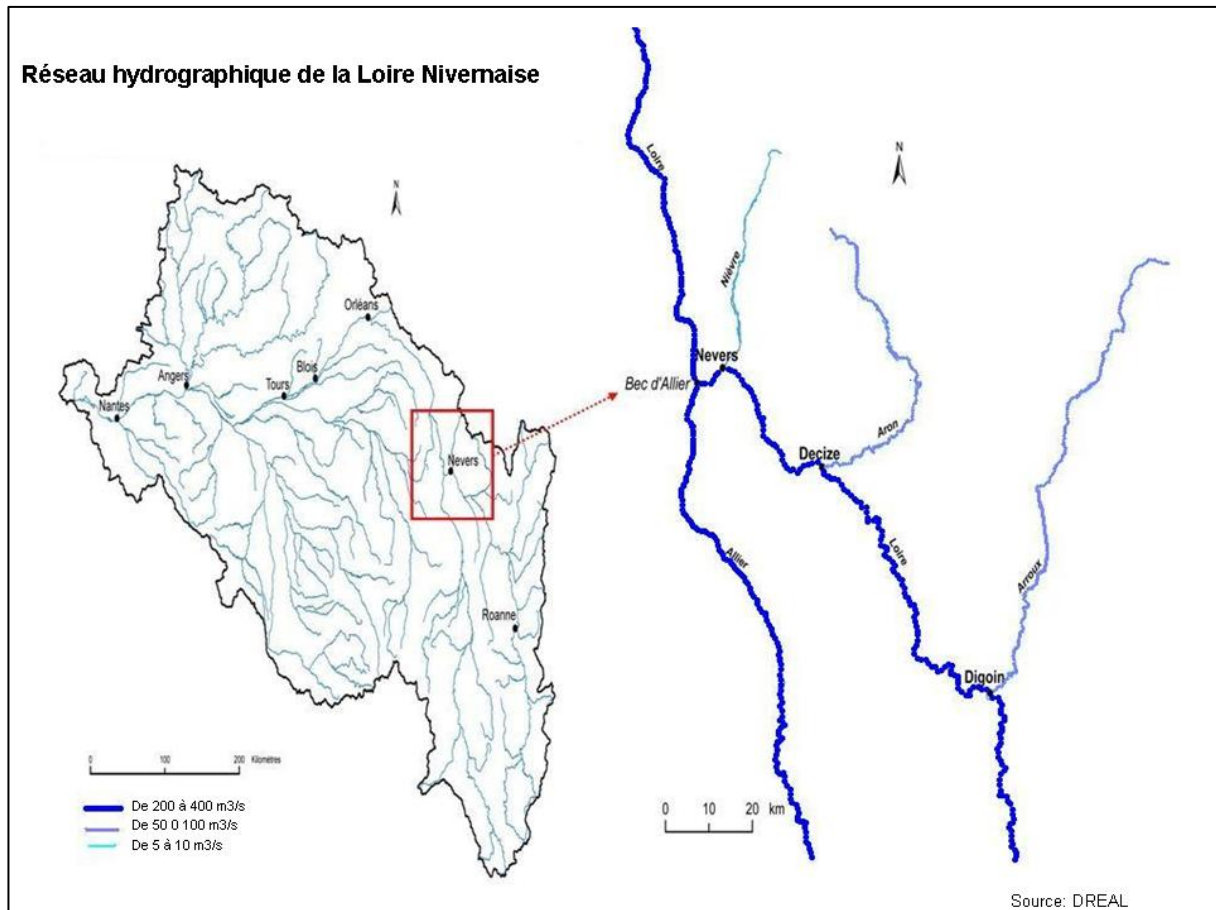 Réseau hydrographique de la Loire Nivernaise
N
Orléans
Blois
Angers
Tours
Nantes
Nevers
Roanne
0 100 200 Kilomètres
De 200 à 400 m3/s
De 50 0 100 m3/s
De 5 à 10 m3/s
Loire
N
Nièvre
Nevers
Bec d'Allier
Aron
Decize
Loire
Allier
Arroux
Digoin
0 10 20 km
Source: DREAL